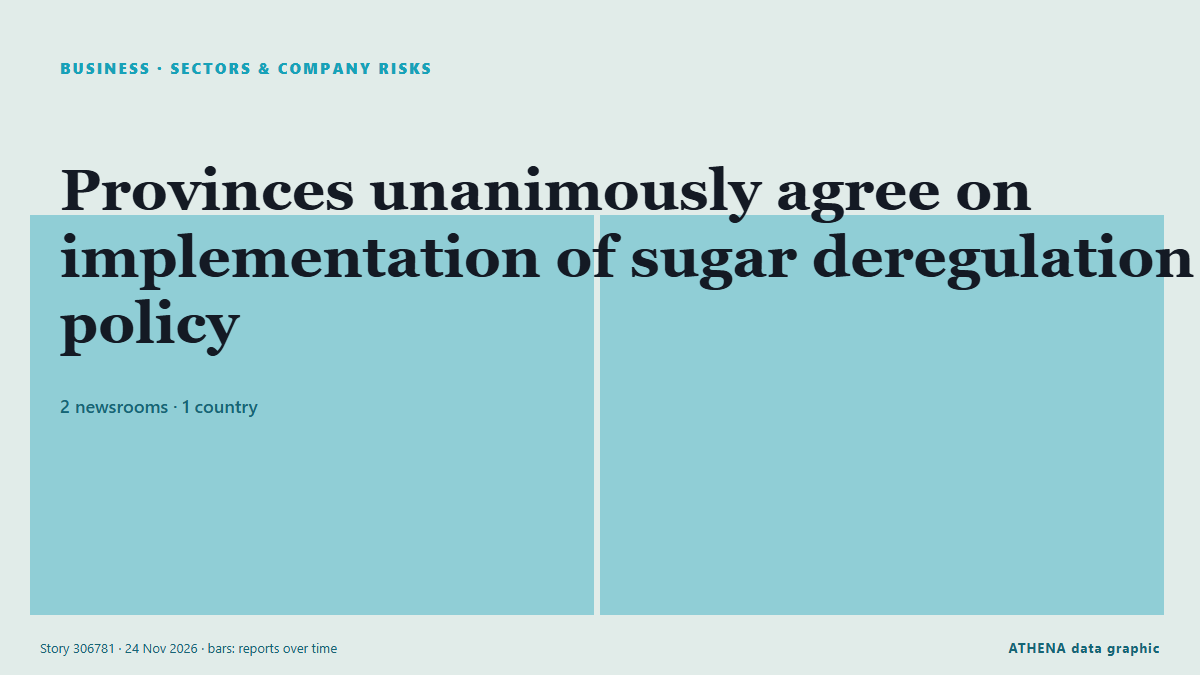 BUSINESS · SECTORS & COMPANY RISKS
Provinces unanimously agree on
implementation of sugar deregulation
policy
2 newsrooms · 1 country
Story 306781 · 24 Nov 2026 · bars: reports over time
ATHENA data graphic